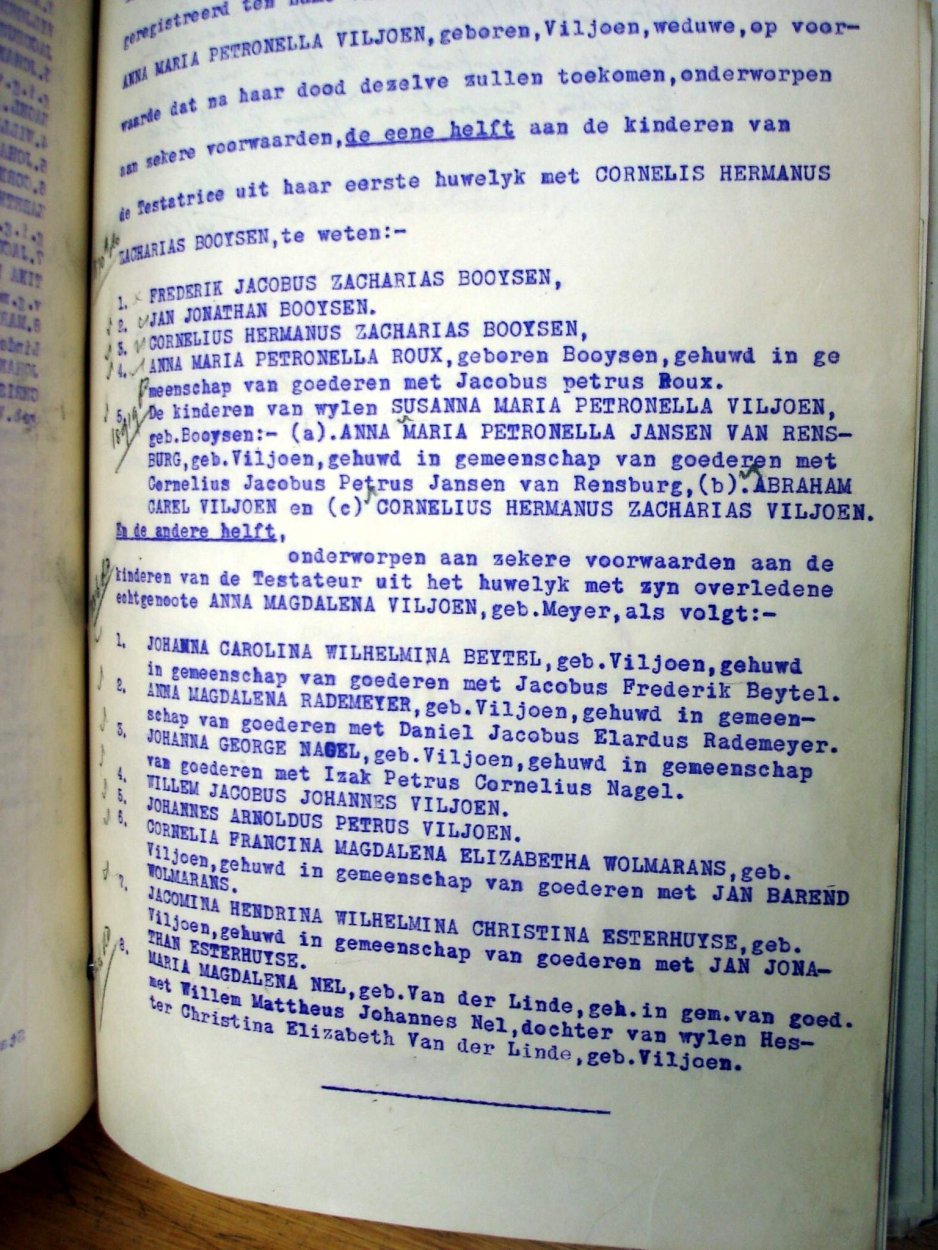 geregistreerd ten name
ANNA MARIA PETRONELLA VILJOEN,geboren,Viljoen,weduwe,op voor-
waarde dat na haar dood dezelve zullen toekomen,onderworpen
aan zekere voorwaarden,de eene helft aan de kinderen van
de Testatrice uit haar eerste huwelyk met CORNELIS HERMANUS
ZACHARIAS BOOYSEN,te weten:-
1. FREDERIK JACOBUS ZACHARIAS BOOYSEN,
2. JAN JONATHAN BOOYSEN.
3. CORNELIUS HERMANUS ZACHARIAS BOOYSEN,
4. ANNA MARIA PETRONELLA ROUX,geboren Booysen,gehuwd in ge
meenschap van goederen met Jacobus petrus Roux.
5. De kinderen van wylen SUSANNA MARIA PETRONELLA VILJOEN,
geb.Booysen:- (a).ANNA MARIA PETRONELLA JANSEN VAN RENS-
BURG,geb.Viljoen,gehuwd in gemeenschap van goederen met
Cornelius Jacobus Petrus Jansen van Rensburg,(b).ABRAHAM
CAREL VILJOEN en (c) CORNELIUS HERMANUS ZACHARIAS VILJOEN.
En de andere helft,
onderworpen aan zekere voorwaarden aan de
kinderen van de Testateur uit het huwelyk met zyn overledene
echtgenoote ANNA MAGDALENA VILJOEN,geb.Meyer,als volgt:-
1. JOHANNA CAROLINA WILHELMINA BEYTEL,geb.Viljoen,gehuwd
in gemeenschap van goederen met Jacobus Frederik Beytel.
2. ANNA MAGDALENA RADEMEYER,geb.Viljoen,gehuwd in gemeen-
schap van goederen met Daniel Jacobus Elardus Rademeyer.
3. JOHANNA GEORGE NAGEL,geb.Viljoen,gehuwd in gemeenschap
van goederen met Izak Petrus Cornelius Nagel.
4. WILLEM JACOBUS JOHANNES VILJOEN.
5. JOHANNES ARNOLDUS PETRUS VILJOEN.
6. CORNELIA FRANCINA MAGDALENA ELIZABETHA WOLMARANS,geb.
Viljoen,gehuwd in gemeenschap van goederen met JAN BAREND
WOLMARANS.
7. JACOMINA HENDRINA WILHELMINA CHRISTINA ESTERHUYSE,geb.
Viljoen,gehuwd in gemeenschap van goederen met JAN JONA-
THAN ESTERHUYSE.
8. MARIA MAGDALENA NEL,geb.Van der Linde,geh.in gem.van goed.
met Willem Mattheus Johannes Nel,dochter van wylen Hes-
ter Christina Elizabeth Van der Linde,geb.Viljoen.